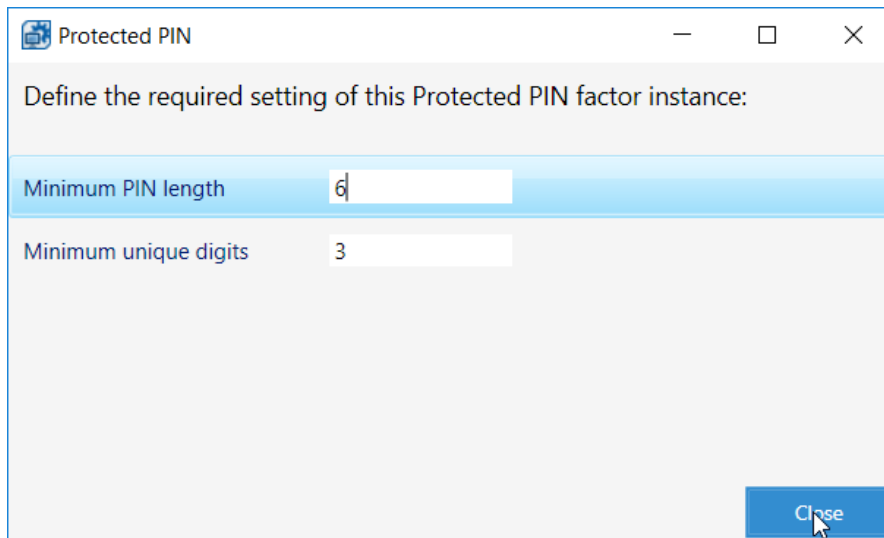 Protected PIN
Define the required setting of this Protected PIN factor instance:
Minimum PIN length 6
Minimum unique digits 3
Close